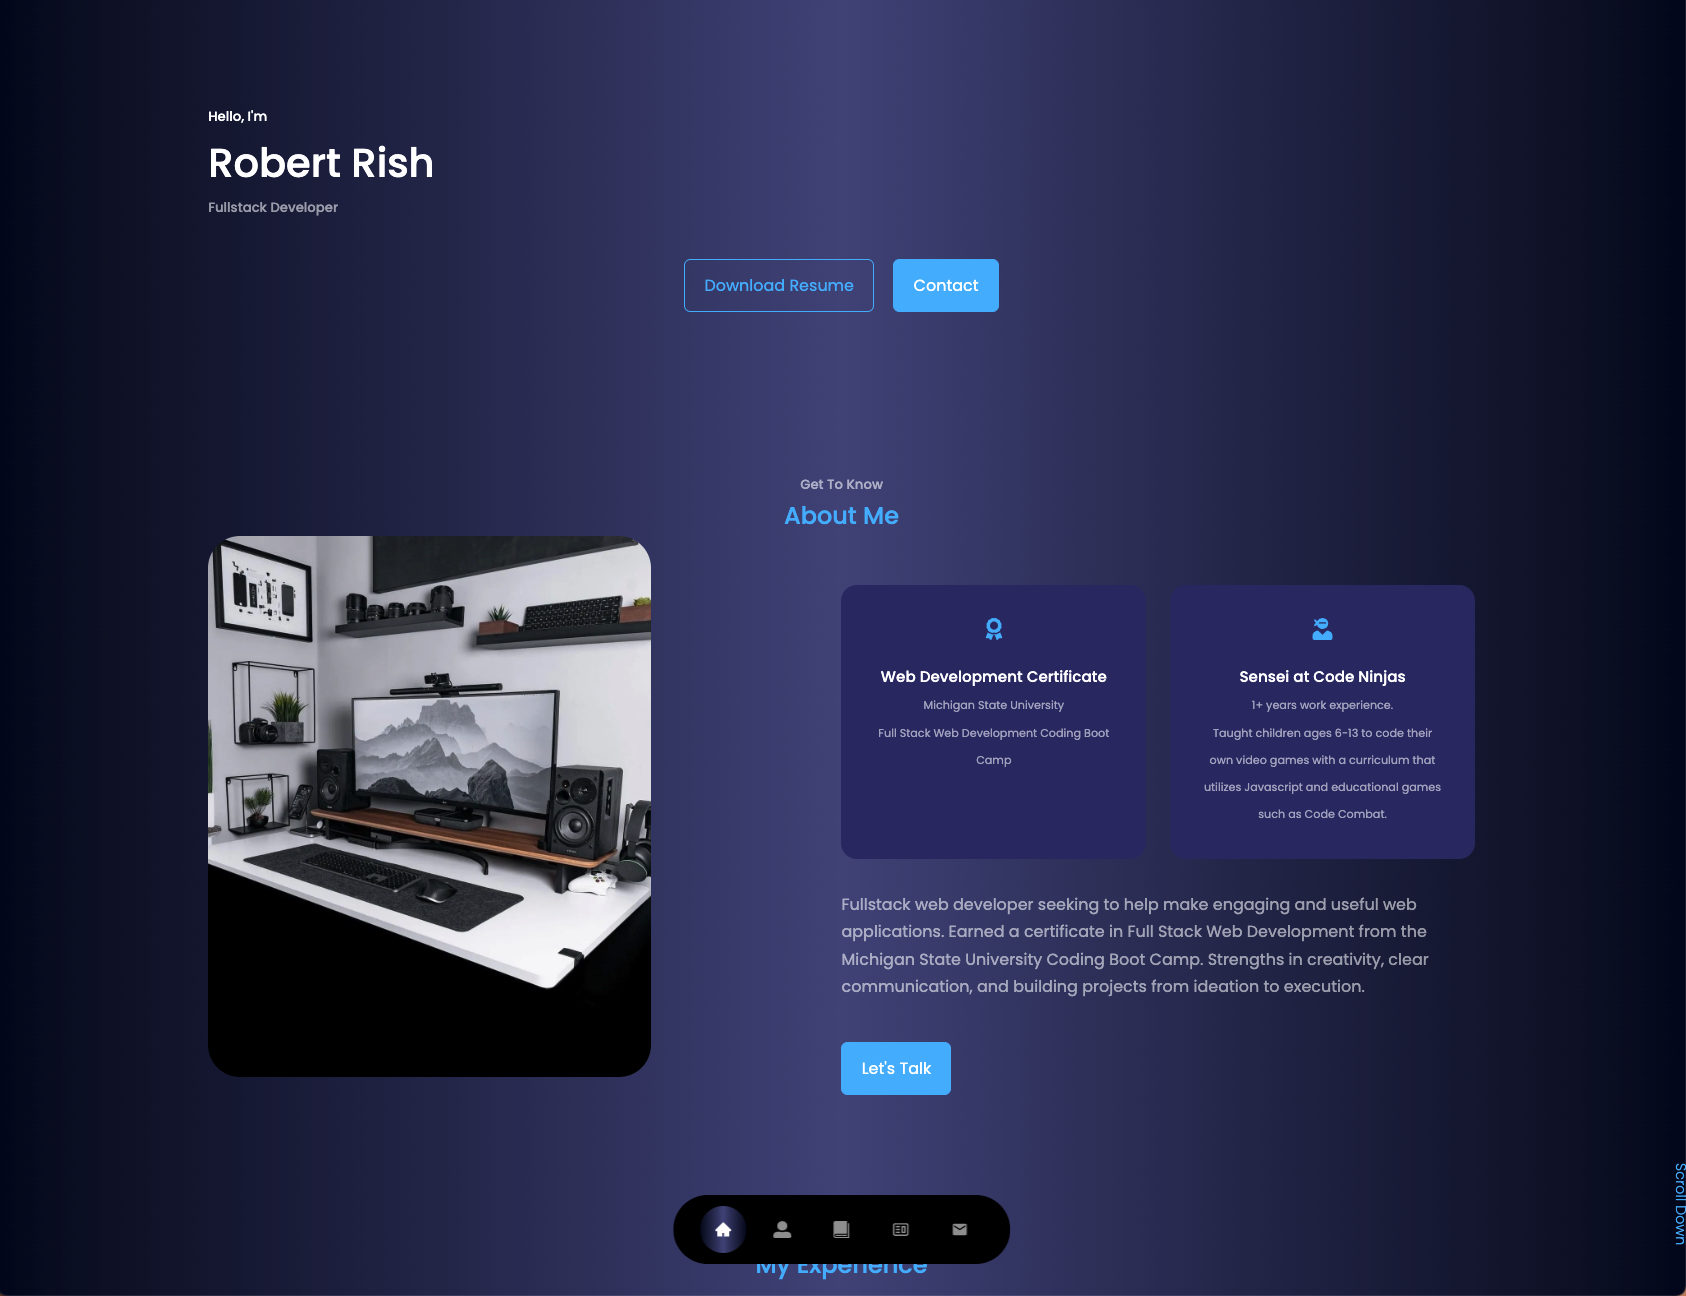 Hello, I'm
Robert Rish
Fullstack Developer
Download Resume
Contact
Get To Know
About Me
Web Development Certificate
Michigan State University
Full Stack Web Development Coding Boot
Camp
Sensei at Code Ninjas
1+ years work experience.
Taught children ages 6-13 to code their
own video games with a curriculum that
utilizes Javascript and educational games
such as Code Combat.
Fullstack web developer seeking to help make engaging and useful web
applications. Earned a certificate in Full Stack Web Development from the
Michigan State University Coding Boot Camp. Strengths in creativity, clear
communication, and building projects from ideation to execution.
Let's Talk
Scroll Down
My Experience